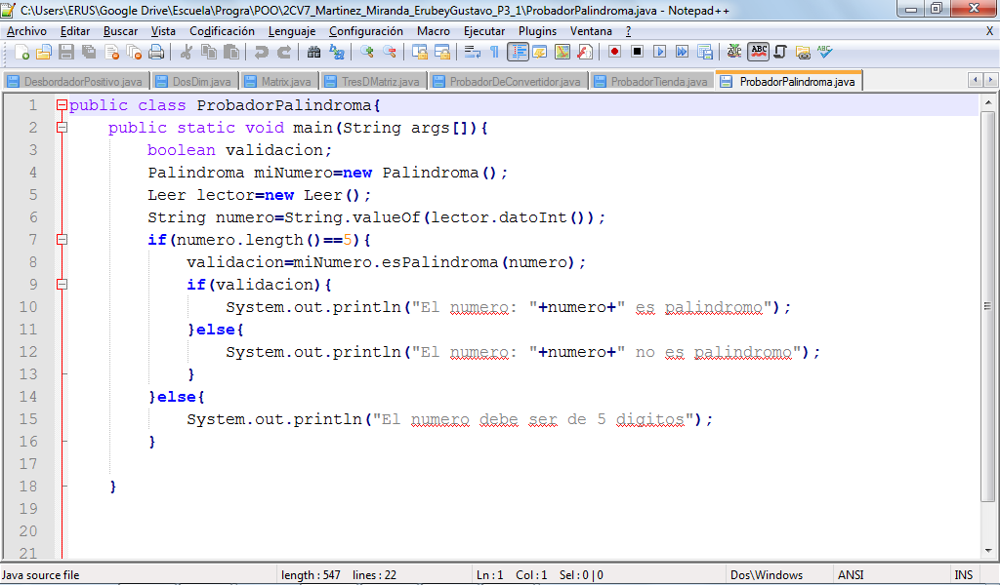 C:\Users\ERUS\Google Drive\Escuela\Progra\POO\2CV7_Martinez_Miranda_ErubeyGustavo_P3_1\ProbadorPalindroma.java - Notepad++
Archivo Editar Buscar Vista Codificación Lenguaje Configuración Macro Ejecutar Plugins Ventana ? X
DesbordadorPositivo.java DosDim.java Matrix.java TresDMatriz.java ProbadorDeConvertidor.java ProbadorTienda.java ProbadorPalindroma.java
1 public class ProbadorPalindroma{
2 public static void main(String args[]){
3 boolean validacion;
4 Palindroma miNumero=new Palindroma();
5 Leer lector=new Leer();
6 String numero=String.valueOf(lector.datoInt());
7 if(numero.length()==5){
8 validacion=miNumero.esPalindroma(numero);
9 if(validacion){
10 System.out.println("El numero: "+numero+" es palindromo");
11 }else{
12 System.out.println("El numero: "+numero+" no es palindromo");
13 }
14 }else{
15 System.out.println("El numero debe ser de 5 digitos");
16 }
17
18 }
19
20
21
Java source file length : 547 lines : 22 Ln : 1 Col : 1 Sel : 0 | 0 Dos\Windows ANSI INS